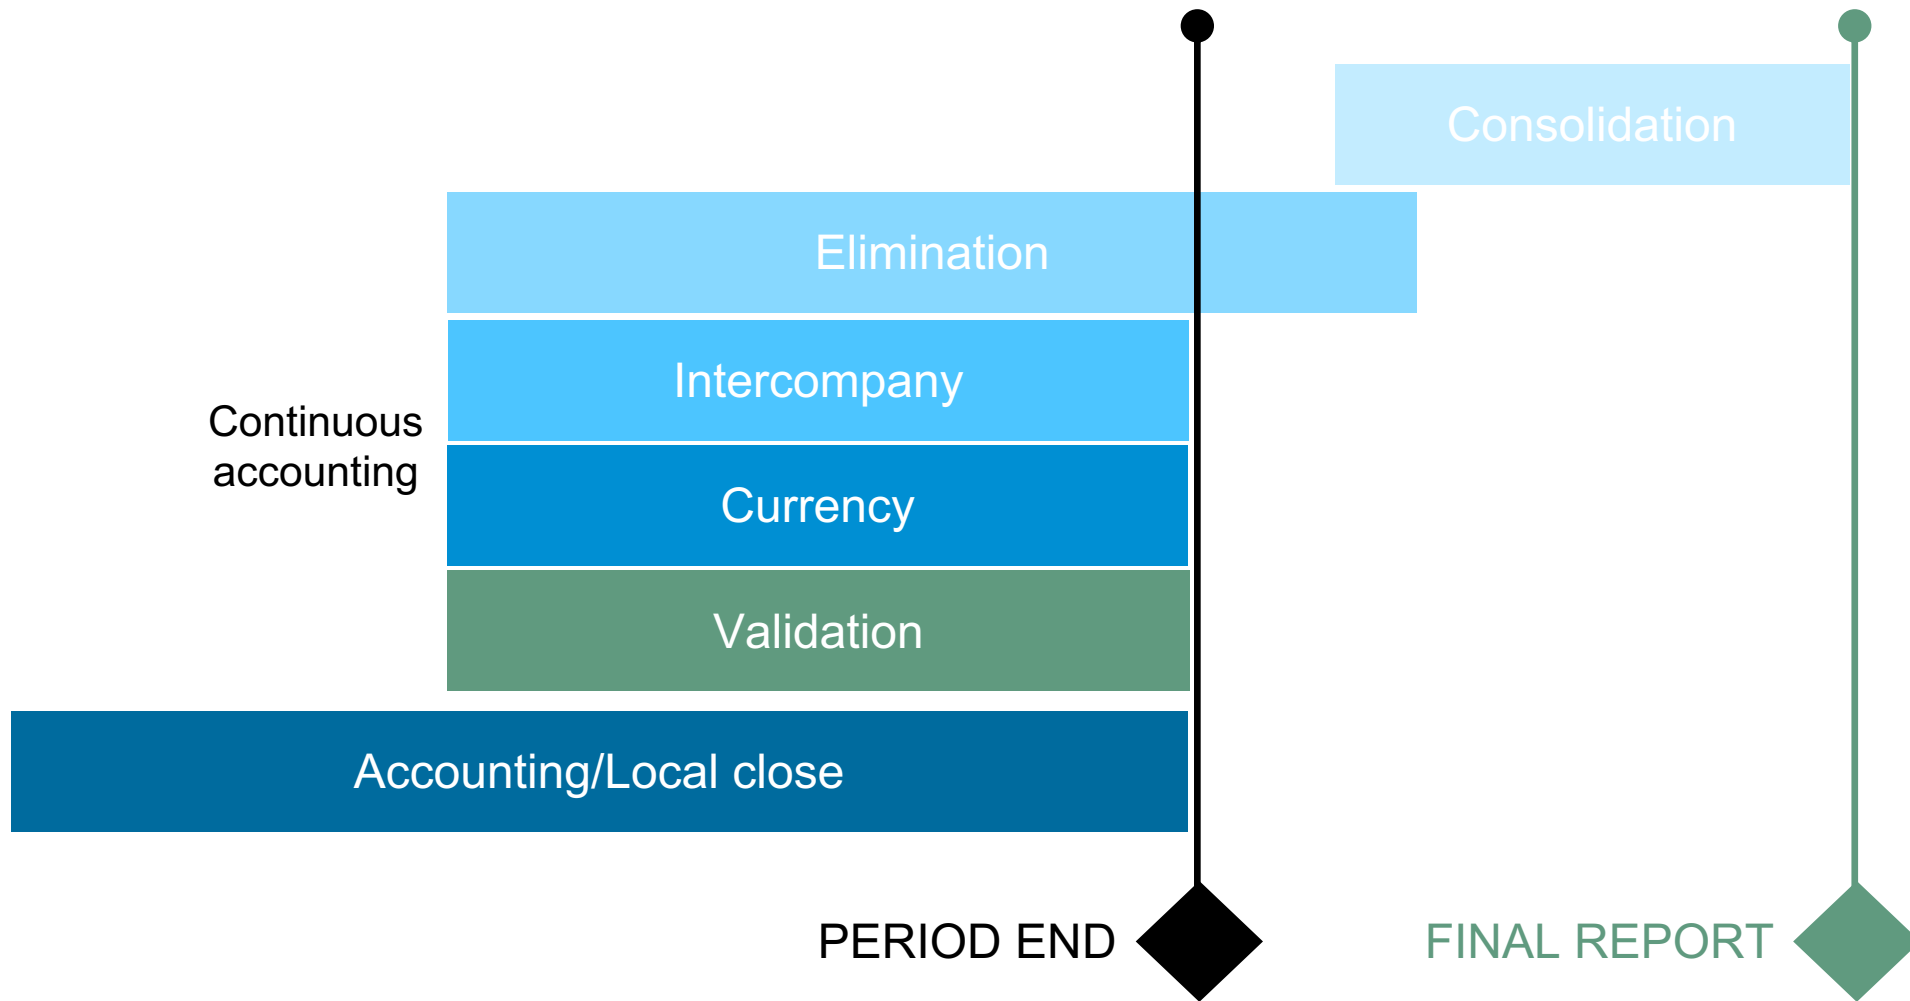 Consolidation
Elimination
Intercompany
Continuous
accounting
Currency
Validation
Accounting/Local close
PERIOD END
FINAL REPORT